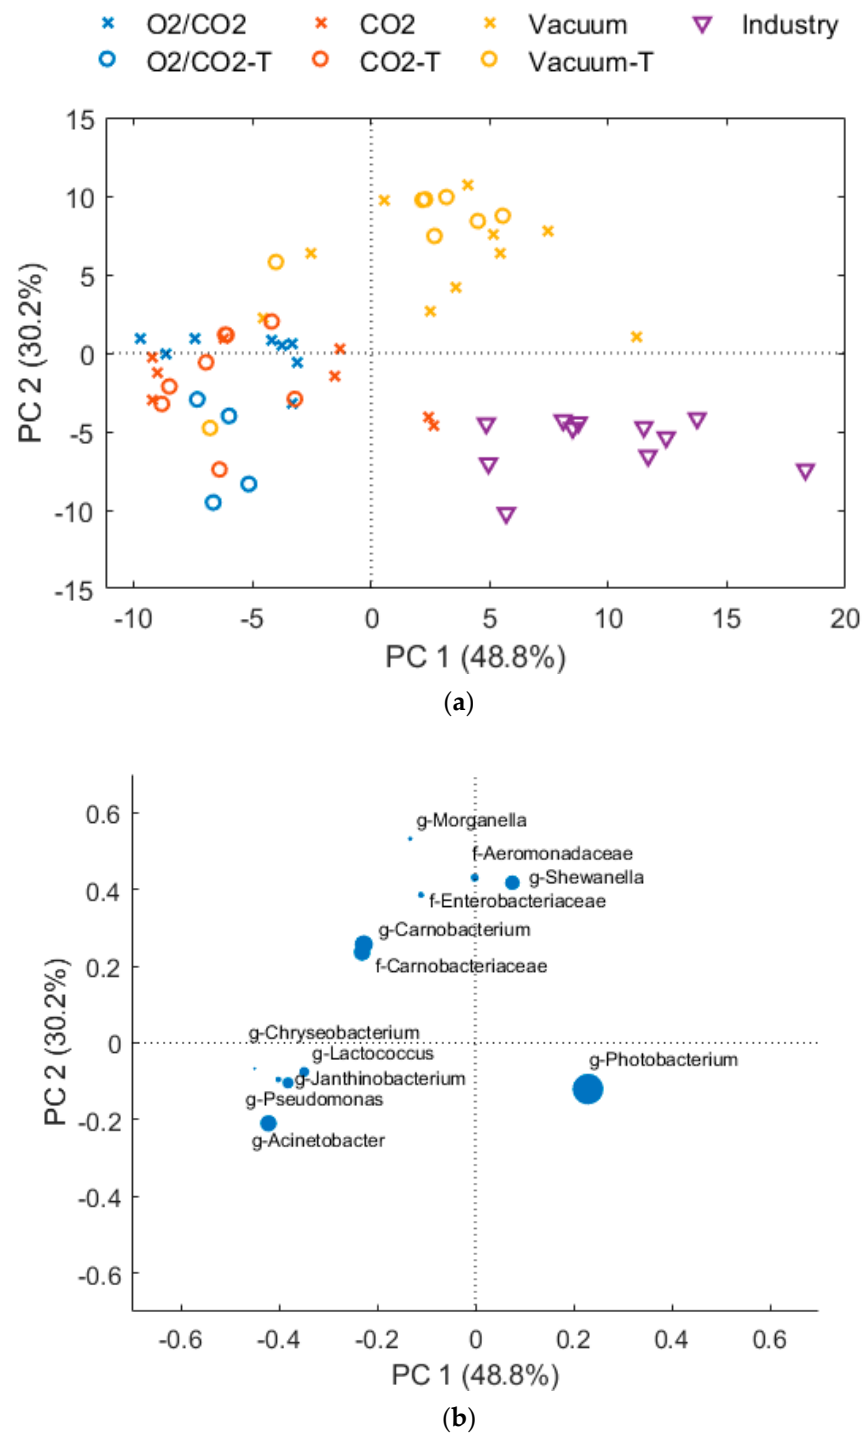 O2/CO2 CO2 Vacuum Industry
O2/CO2-T CO2-T Vacuum-T
15
10
5
0
-5
-10
-15
PC 2 (30.2%)
-10 -5 0 5 10 15 20
PC 1 (48.8%)
(a)
0.6
0.4
0.2
0
-0.2
-0.4
-0.6
PC 2 (30.2%)
g-Morganella
f-Aeromonadaceae
g-Shewanella
f-Enterobacteriaceae
g-Carnobacterium
f-Carnobacteriaceae
g-Chryseobacterium
g-Lactococcus
g-Photobacterium
g-Janthinobacterium
g-Pseudomonas
g-Acinetobacter
-0.6 -0.4 -0.2 0 0.2 0.4 0.6
PC 1 (48.8%)
(b)